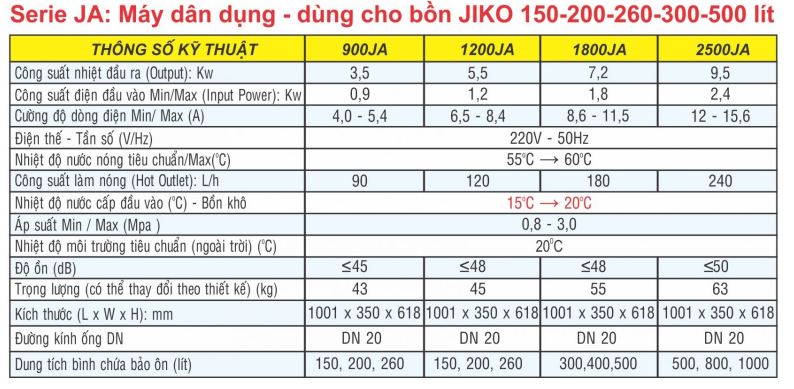 Serie JA: Máy dân dụng - dùng cho bồn JIKO 150-200-260-300-500 lít
THÔNG SỐ KỸ THUẬT 900JA 1200JA 1800JA 2500JA
Công suất nhiệt đầu ra (Output): Kw 3,5 5,5 7,2 9,5
Công suất điện đầu vào Min/Max (Input Power): Kw 0,9 1,2 1,8 2,4
Cường độ dòng điện Min/ Max (A) 4,0 - 5,4 6,5 - 8,4 8,6 - 11,5 12 - 15,6
Điện thế - Tần số (V/Hz) 220V - 50Hz
Nhiệt độ nước nóng tiêu chuẩn/Max(⁰C) 55⁰C → 60⁰C
Công suất làm nóng (Hot Outlet): L/h 90 120 180 240
Nhiệt độ nước cấp đầu vào (⁰C) - Bồn khô 15⁰C → 20⁰C
Áp suất Min / Max (Mpa ) 0,8 - 3,0
Nhiệt độ môi trường tiêu chuẩn (ngoài trời) (⁰C) 20⁰C
Độ ồn (dB) ≤45 ≤48 ≤48 ≤50
Trọng lượng (có thể thay đổi theo thiết kế) (kg) 43 45 55 63
Kích thước (L x W x H): mm 1001 x 350 x 618 1001 x 350 x 618 1001 x 350 x 618 1001 x 350 x 618
Đường kính ống DN DN 20 DN 20 DN 20 DN 20
Dung tích bình chứa bảo ôn (lít) 150, 200, 260 150, 200, 260 300,400,500 500, 800, 1000